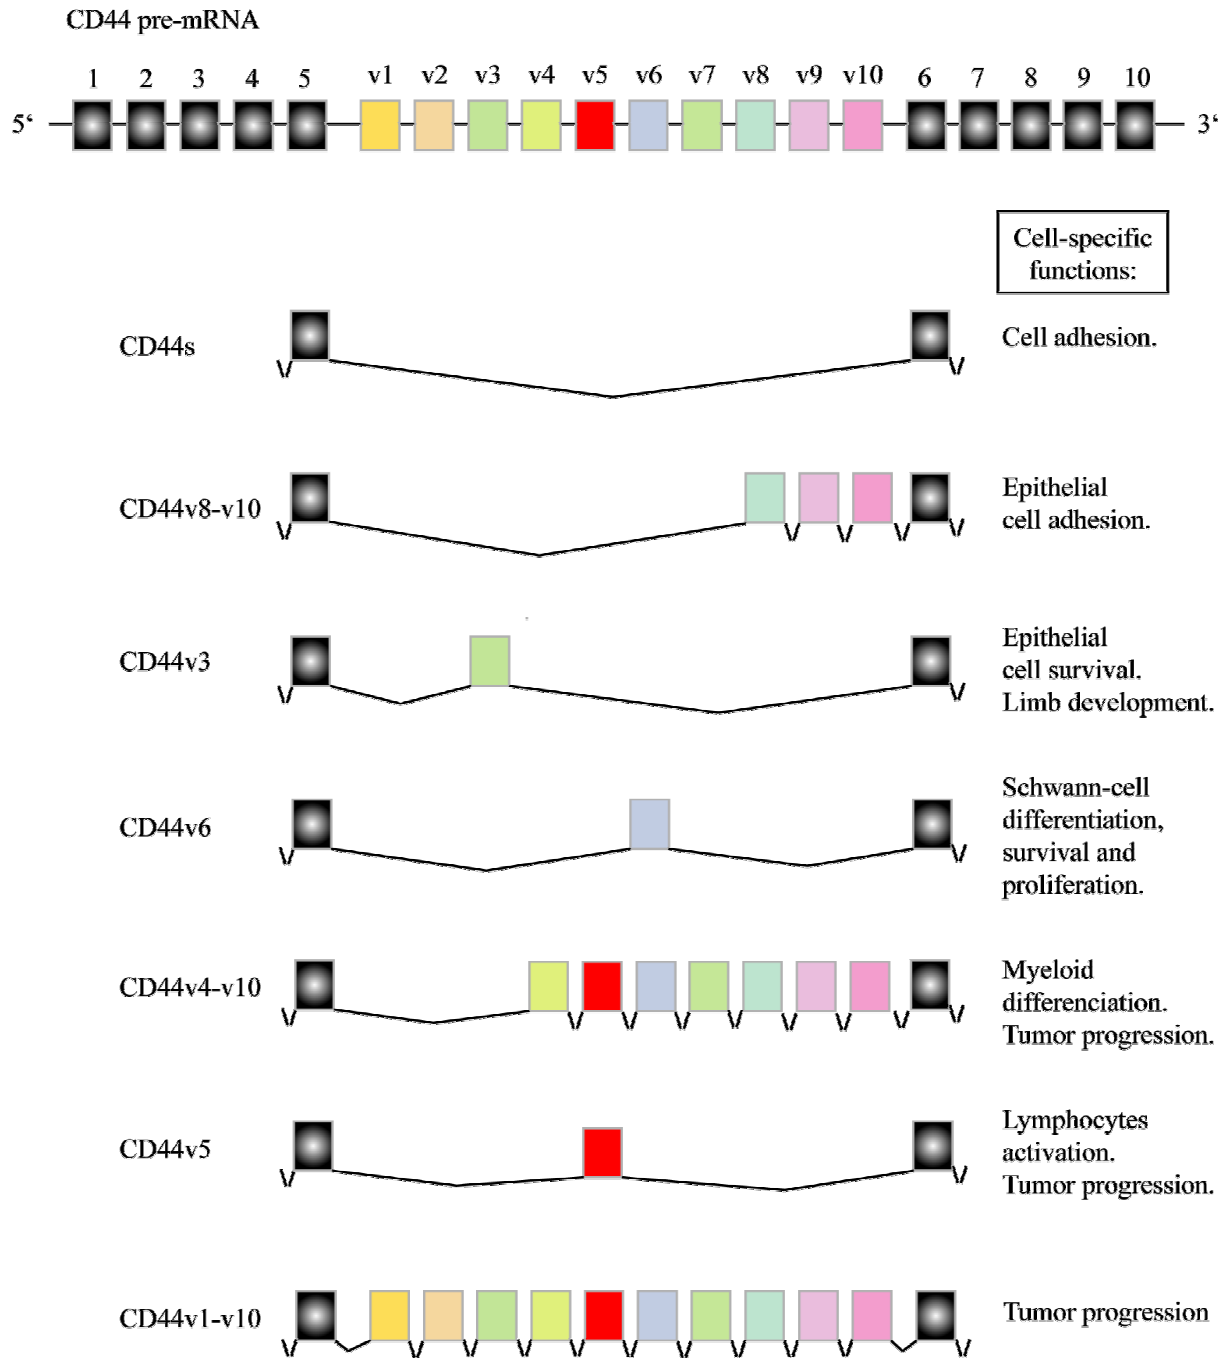 CD44 pre-mRNA
1 2 3 4 5 v1 v2 v3 v4 v5 v6 v7 v8 v9 v10 6 7 8 9 10
5‘ 3‘
Cell-specific
functions:
CD44s
Cell adhesion.
CD44v8-v10
Epithelial
cell adhesion.
CD44v3
Epithelial
cell survival.
Limb development.
CD44v6
Schwann-cell
differentiation,
survival and
proliferation.
CD44v4-v10
Myeloid
differenciation.
Tumor progression.
CD44v5
Lymphocytes
activation.
Tumor progression.
CD44v1-v10
Tumor progression